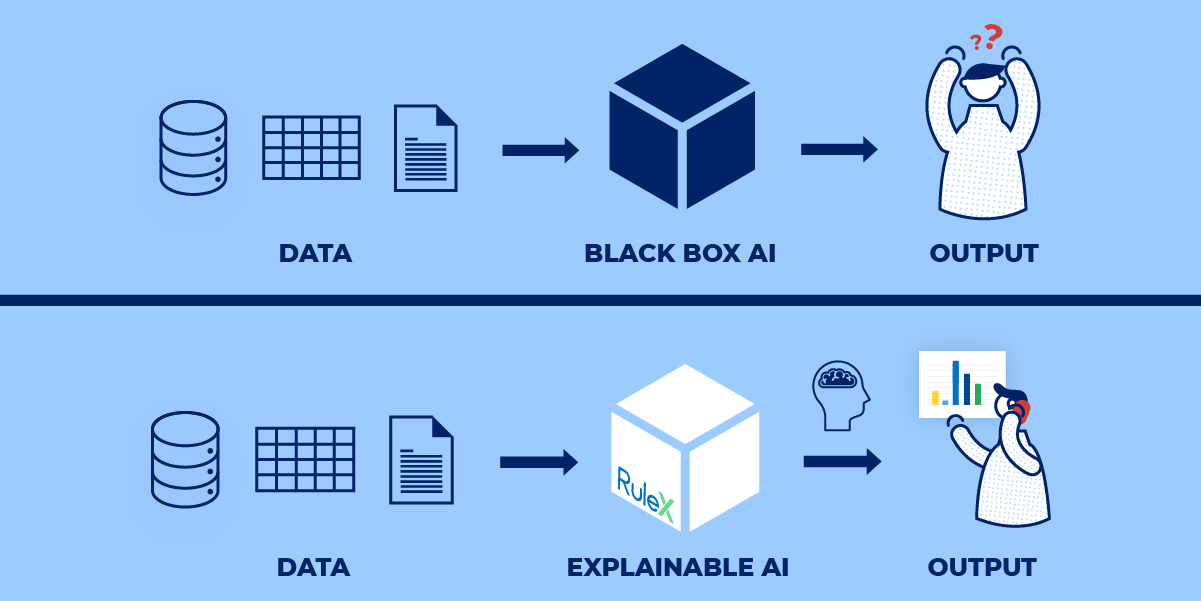 ??
DATA
BLACK BOX AI
OUTPUT
RuleX
DATA
EXPLAINABLE AI
OUTPUT